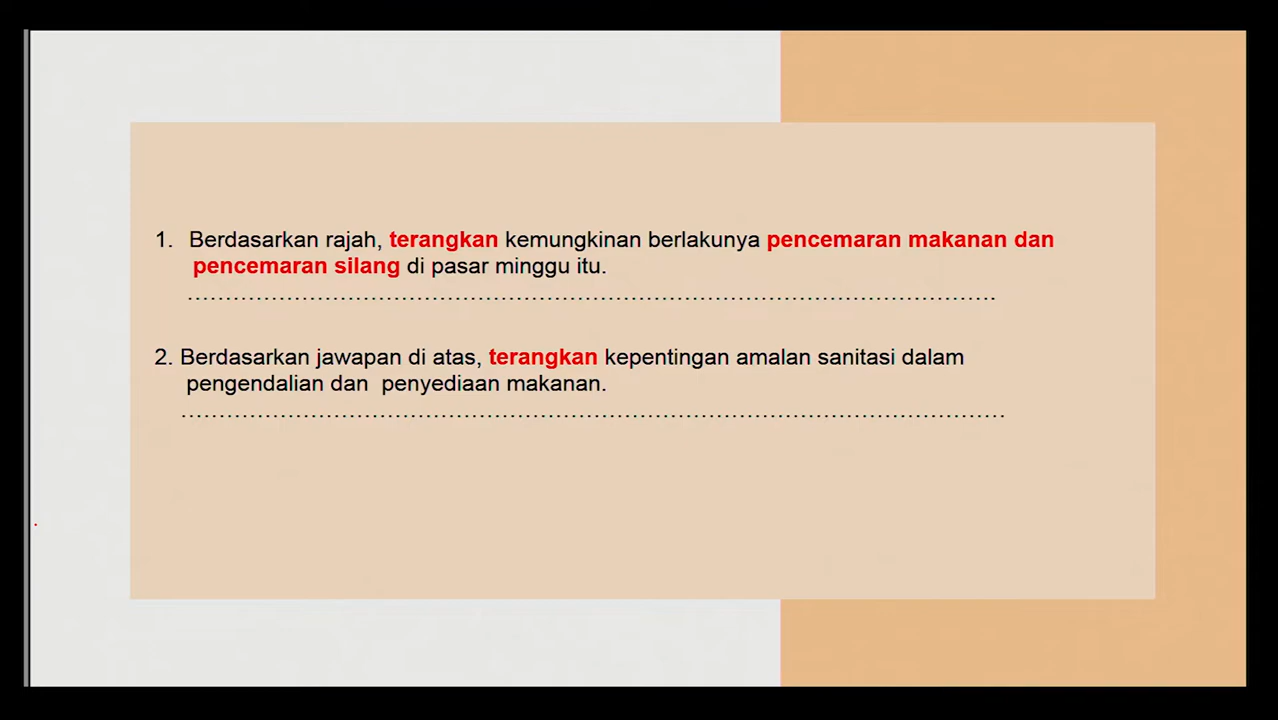 1. Berdasarkan rajah, terangkan kemungkinan berlakunya pencemaran makanan dan
pencemaran silang di pasar minggu itu.
……………………………………………………………………………………………….
2. Berdasarkan jawapan di atas, terangkan kepentingan amalan sanitasi dalam
pengendalian dan penyediaan makanan.
…………………………………………………………………………………………………